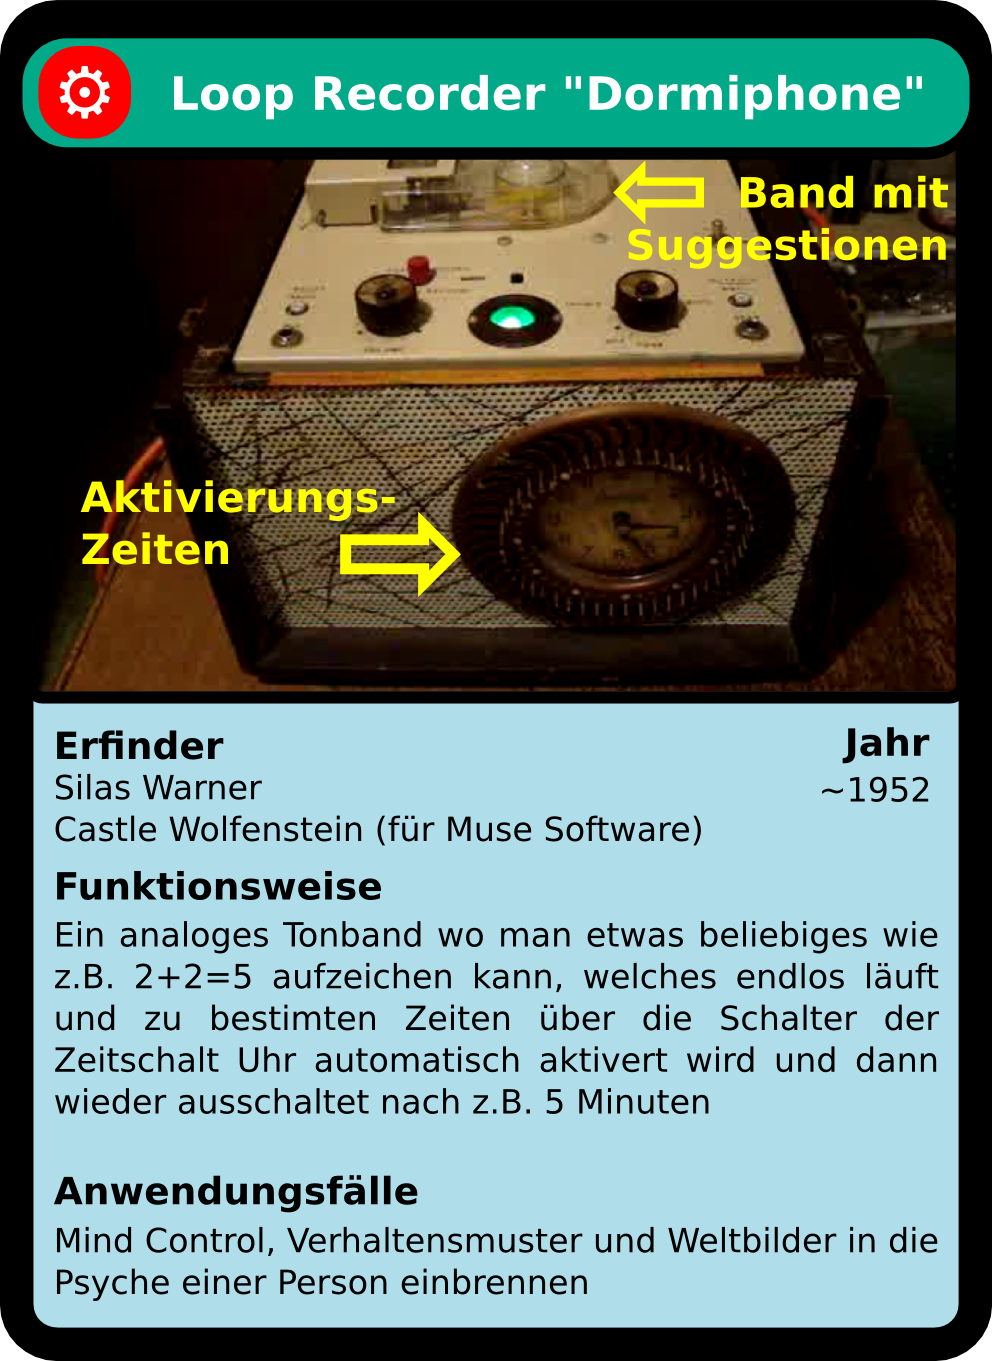 Loop Recorder "Dormiphone"
Band mit
Suggestionen
Aktivierungs-
Zeiten
Erfinder
Jahr
Silas Warner
~1952
Castle Wolfenstein (für Muse Software)
Funktionsweise
Ein analoges Tonband wo man etwas beliebiges wie
z.B. 2+2=5 aufzeichen kann, welches endlos läuft
und zu bestimten Zeiten über die Schalter der
Zeitschalt Uhr automatisch aktivert wird und dann
wieder ausschaltet nach z.B. 5 Minuten
Anwendungsfälle
Mind Control, Verhaltensmuster und Weltbilder in die
Psyche einer Person einbrennen